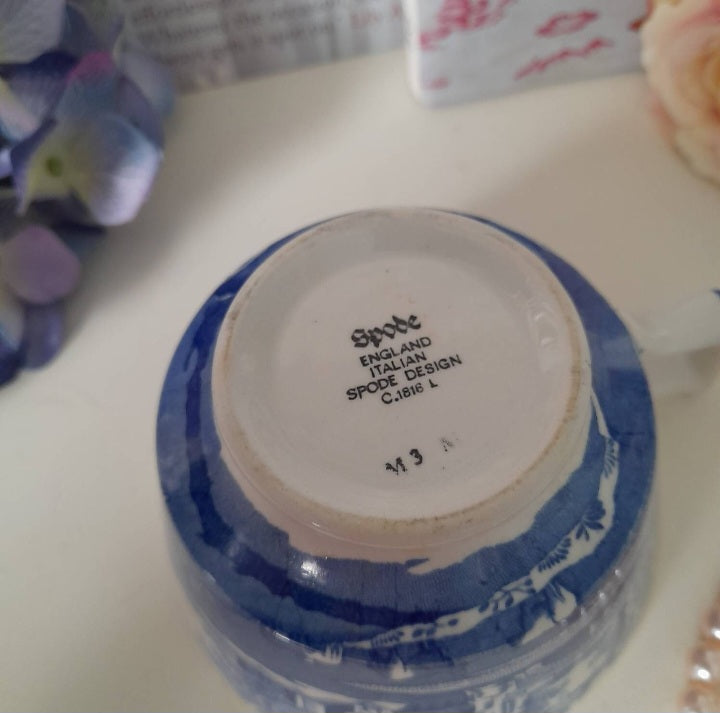 Spode
ENGLAND
ITALIAN
SPODE DESIGN
C.1816 L
M 3